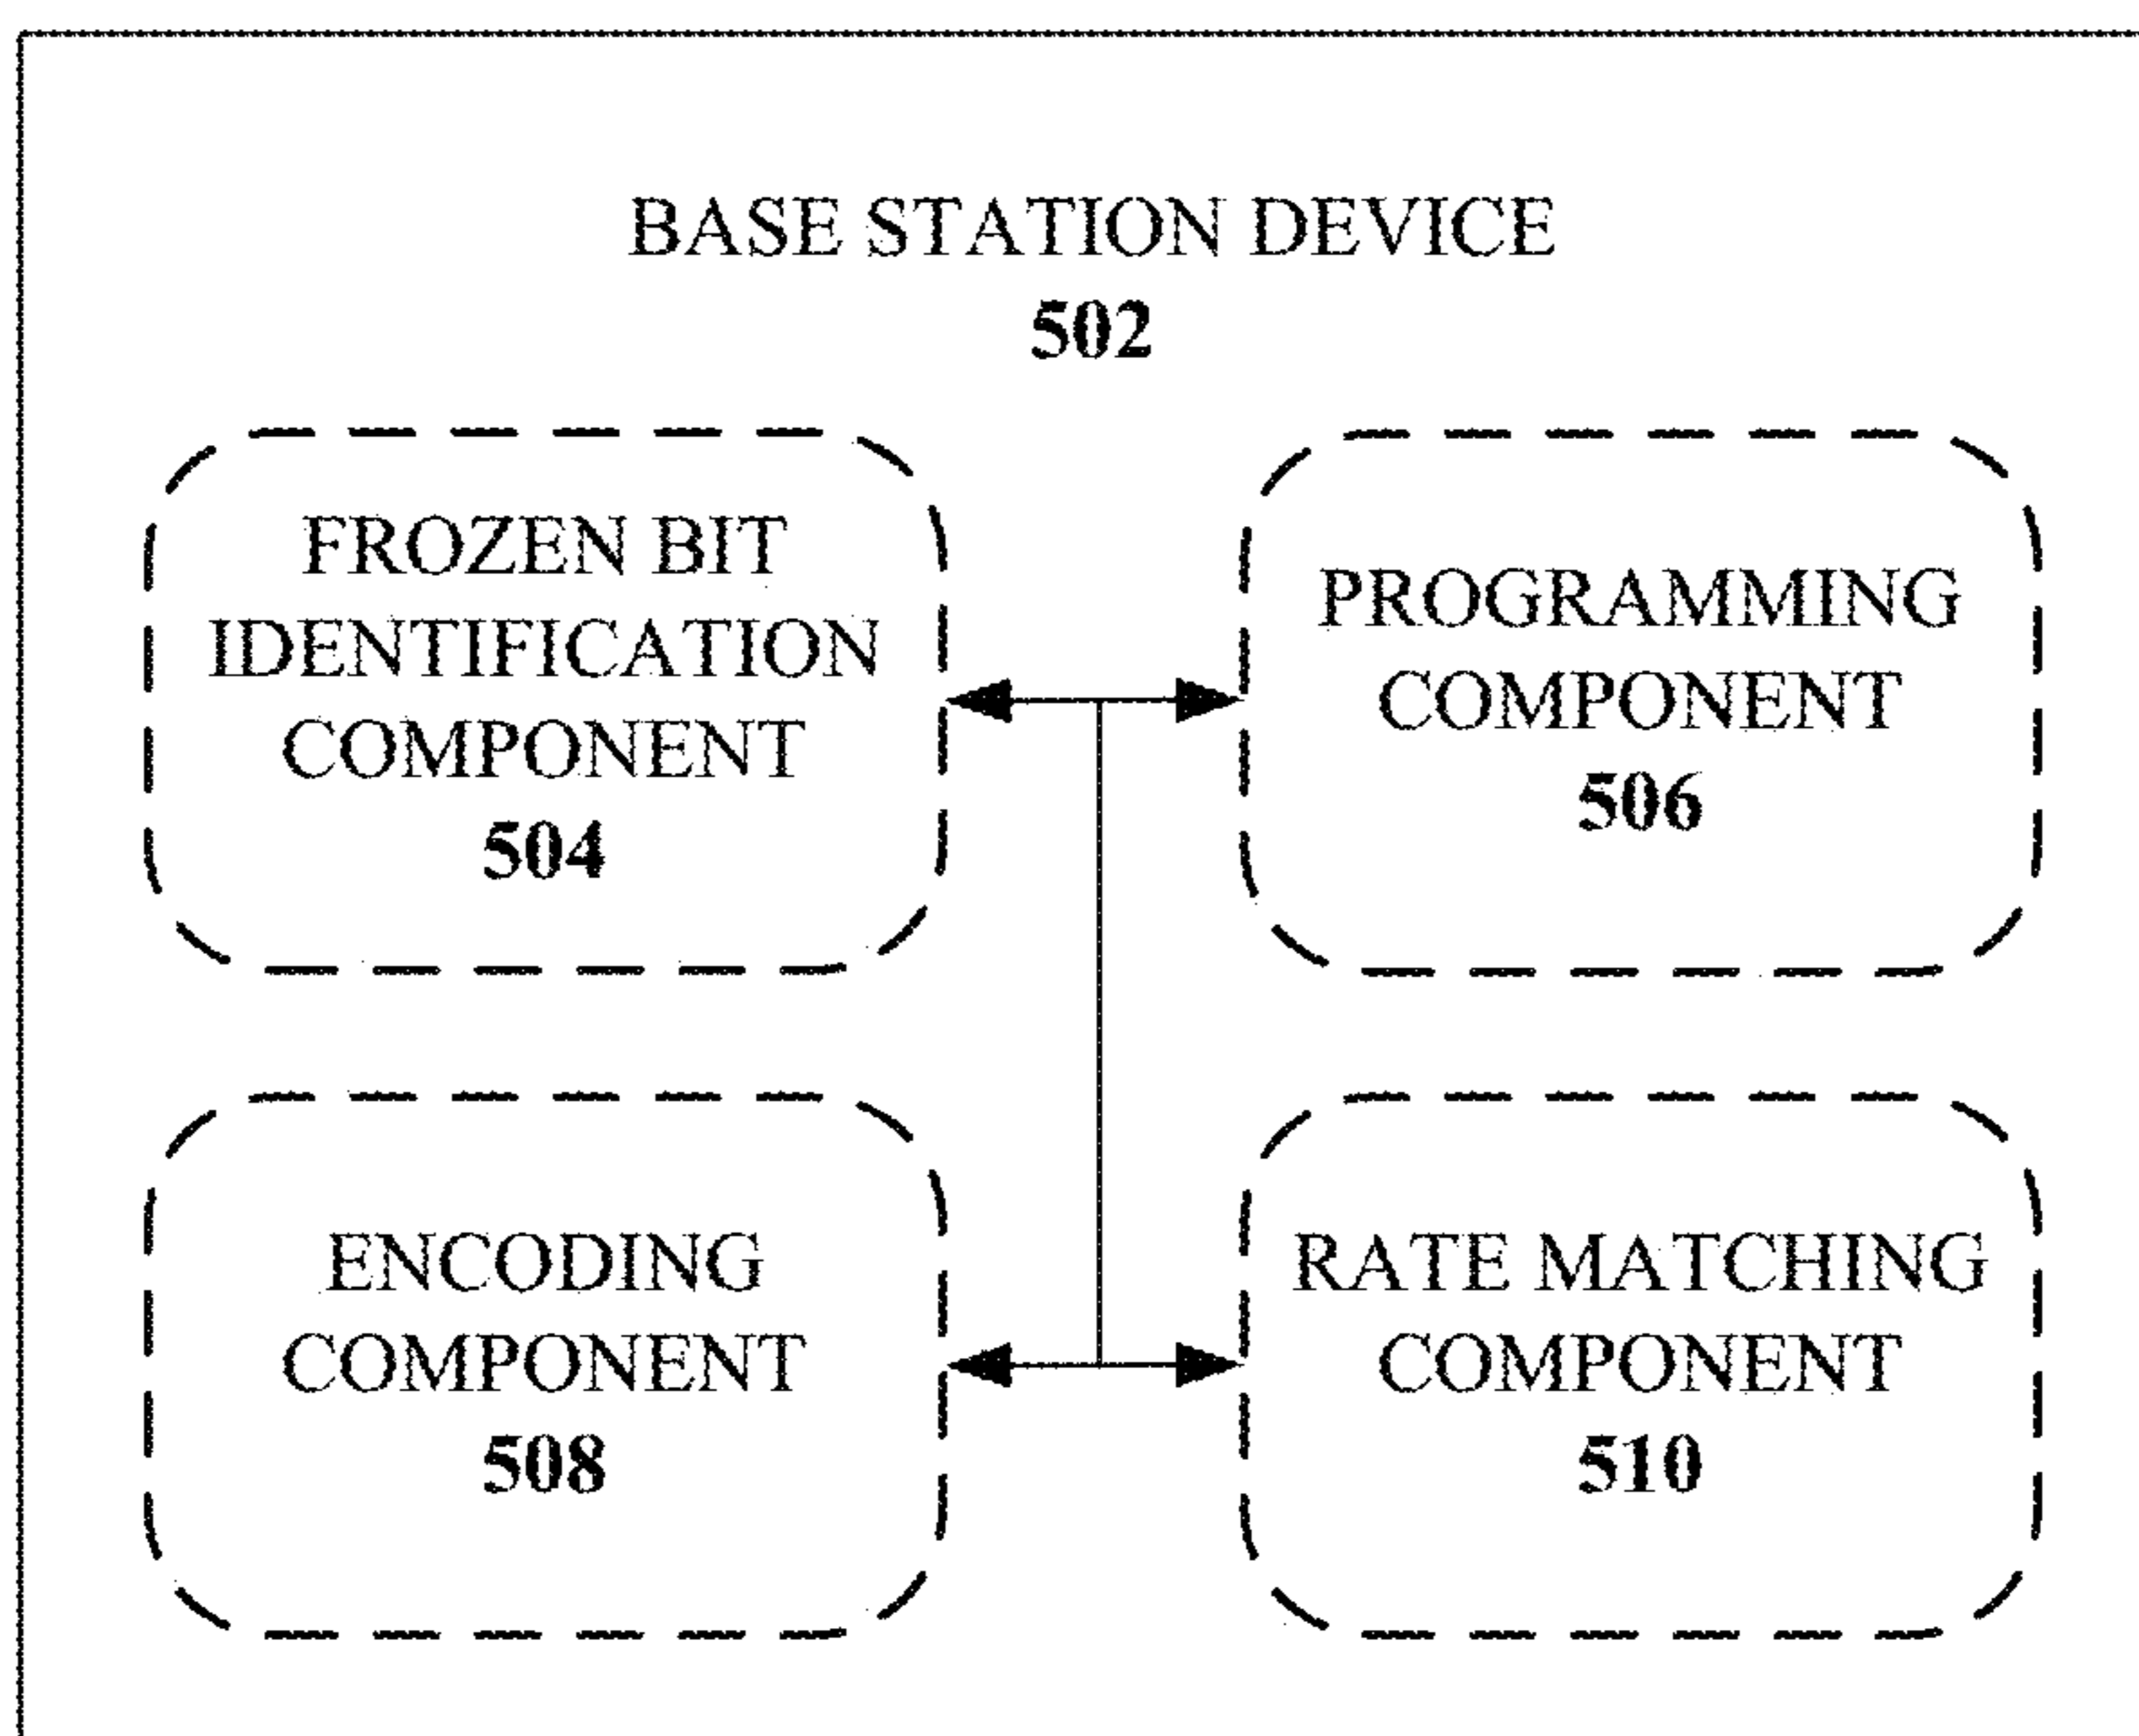 BASE STATION DEVICE
502
FROZEN BIT
IDENTIFICATION
COMPONENT
504
PROGRAMMING
COMPONENT
506
ENCODING
COMPONENT
508
RATE MATCHING
COMPONENT
510